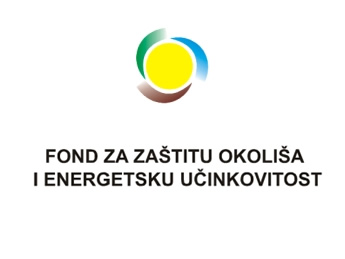 FOND ZA ZAŠTITU OKOLIŠA
I ENERGETSKU UČINKOVITOST